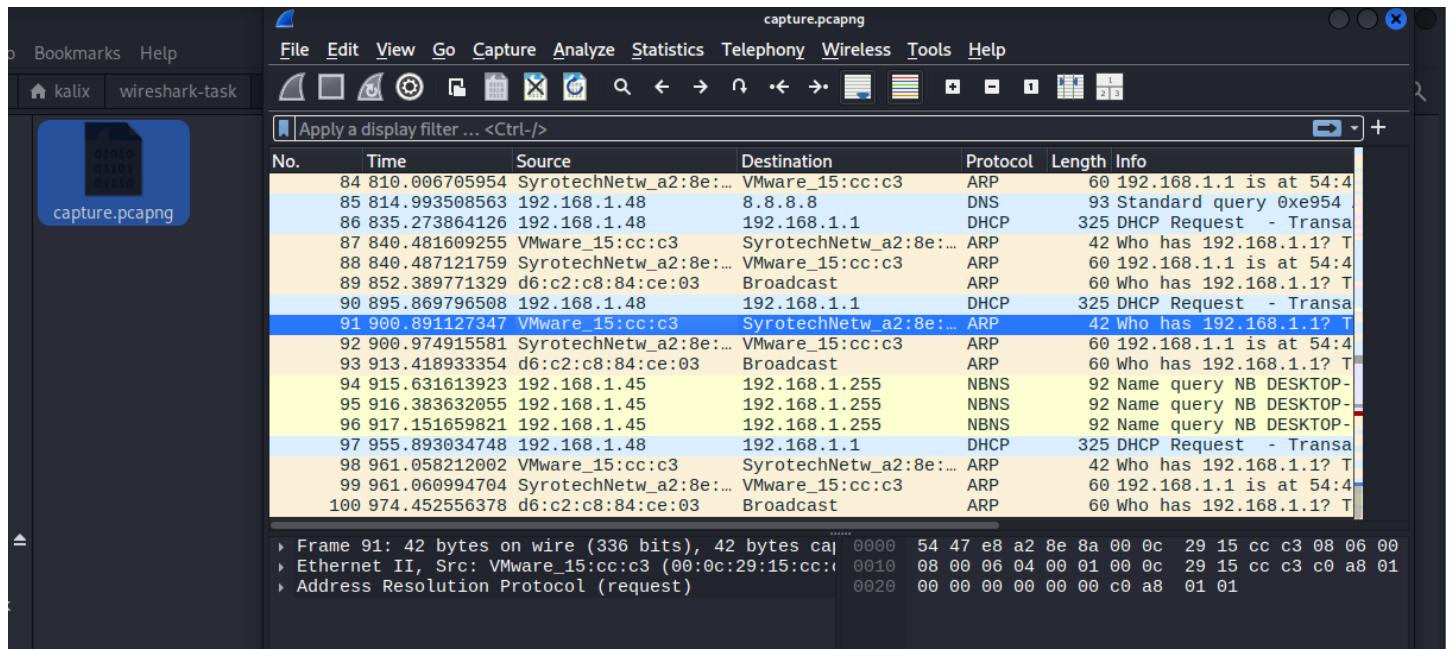 capture.pcapng
Bookmarks Help
File Edit View Go Capture Analyze Statistics Telephony Wireless Tools Help
kalix wireshark-task
Apply a display filter … <Ctrl-/>
capture.pcapng
No. Time Source Destination Protocol Length Info
84 810.006705954 SyrotechNetw_a2:8e:… VMware_15:cc:c3 ARP 60 192.168.1.1 is at 54:4
85 814.993508563 192.168.1.48 8.8.8.8 DNS 93 Standard query 0xe954
86 835.273864126 192.168.1.48 192.168.1.1 DHCP 325 DHCP Request - Transa
87 840.481609255 VMware_15:cc:c3 SyrotechNetw_a2:8e:… ARP 42 Who has 192.168.1.1? T
88 840.487121759 SyrotechNetw_a2:8e:… VMware_15:cc:c3 ARP 60 192.168.1.1 is at 54:4
89 852.389771329 d6:c2:c8:84:ce:03 Broadcast ARP 60 Who has 192.168.1.1? T
90 895.869796508 192.168.1.48 192.168.1.1 DHCP 325 DHCP Request - Transa
91 900.891127347 VMware_15:cc:c3 SyrotechNetw_a2:8e:… ARP 42 Who has 192.168.1.1? T
92 900.974915581 SyrotechNetw_a2:8e:… VMware_15:cc:c3 ARP 60 192.168.1.1 is at 54:4
93 913.418933354 d6:c2:c8:84:ce:03 Broadcast ARP 60 Who has 192.168.1.1? T
94 915.631613923 192.168.1.45 192.168.1.255 NBNS 92 Name query NB DESKTOP-
95 916.383632055 192.168.1.45 192.168.1.255 NBNS 92 Name query NB DESKTOP-
96 917.151659821 192.168.1.45 192.168.1.255 NBNS 92 Name query NB DESKTOP-
97 955.893034748 192.168.1.48 192.168.1.1 DHCP 325 DHCP Request - Transa
98 961.058212002 VMware_15:cc:c3 SyrotechNetw_a2:8e:… ARP 42 Who has 192.168.1.1? T
99 961.060994704 SyrotechNetw_a2:8e:… VMware_15:cc:c3 ARP 60 192.168.1.1 is at 54:4
100 974.452556378 d6:c2:c8:84:ce:03 Broadcast ARP 60 Who has 192.168.1.1? T
Frame 91: 42 bytes on wire (336 bits), 42 bytes cap
Ethernet II, Src: VMware_15:cc:c3 (00:0c:29:15:cc:
Address Resolution Protocol (request)
0000 54 47 e8 a2 8e 8a 00 0c 29 15 cc c3 08 06 00
0010 08 00 06 04 00 01 00 0c 29 15 cc c3 c0 a8 01
0020 00 00 00 00 00 00 c0 a8 01 01